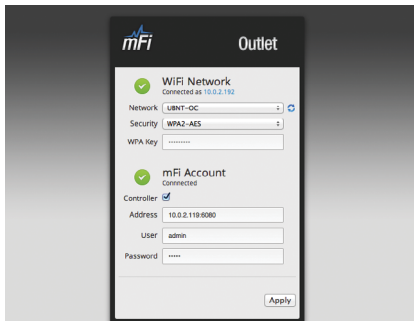 mFi
Outlet
WiFi Network
Connected as 10.0.2.192
Network UBNT-OC
Security WPA2-AES
WPA Key ·········
mFi Account
Connnected
Controller
Address 10.0.2.119:6080
User admin
Password •••••
Apply